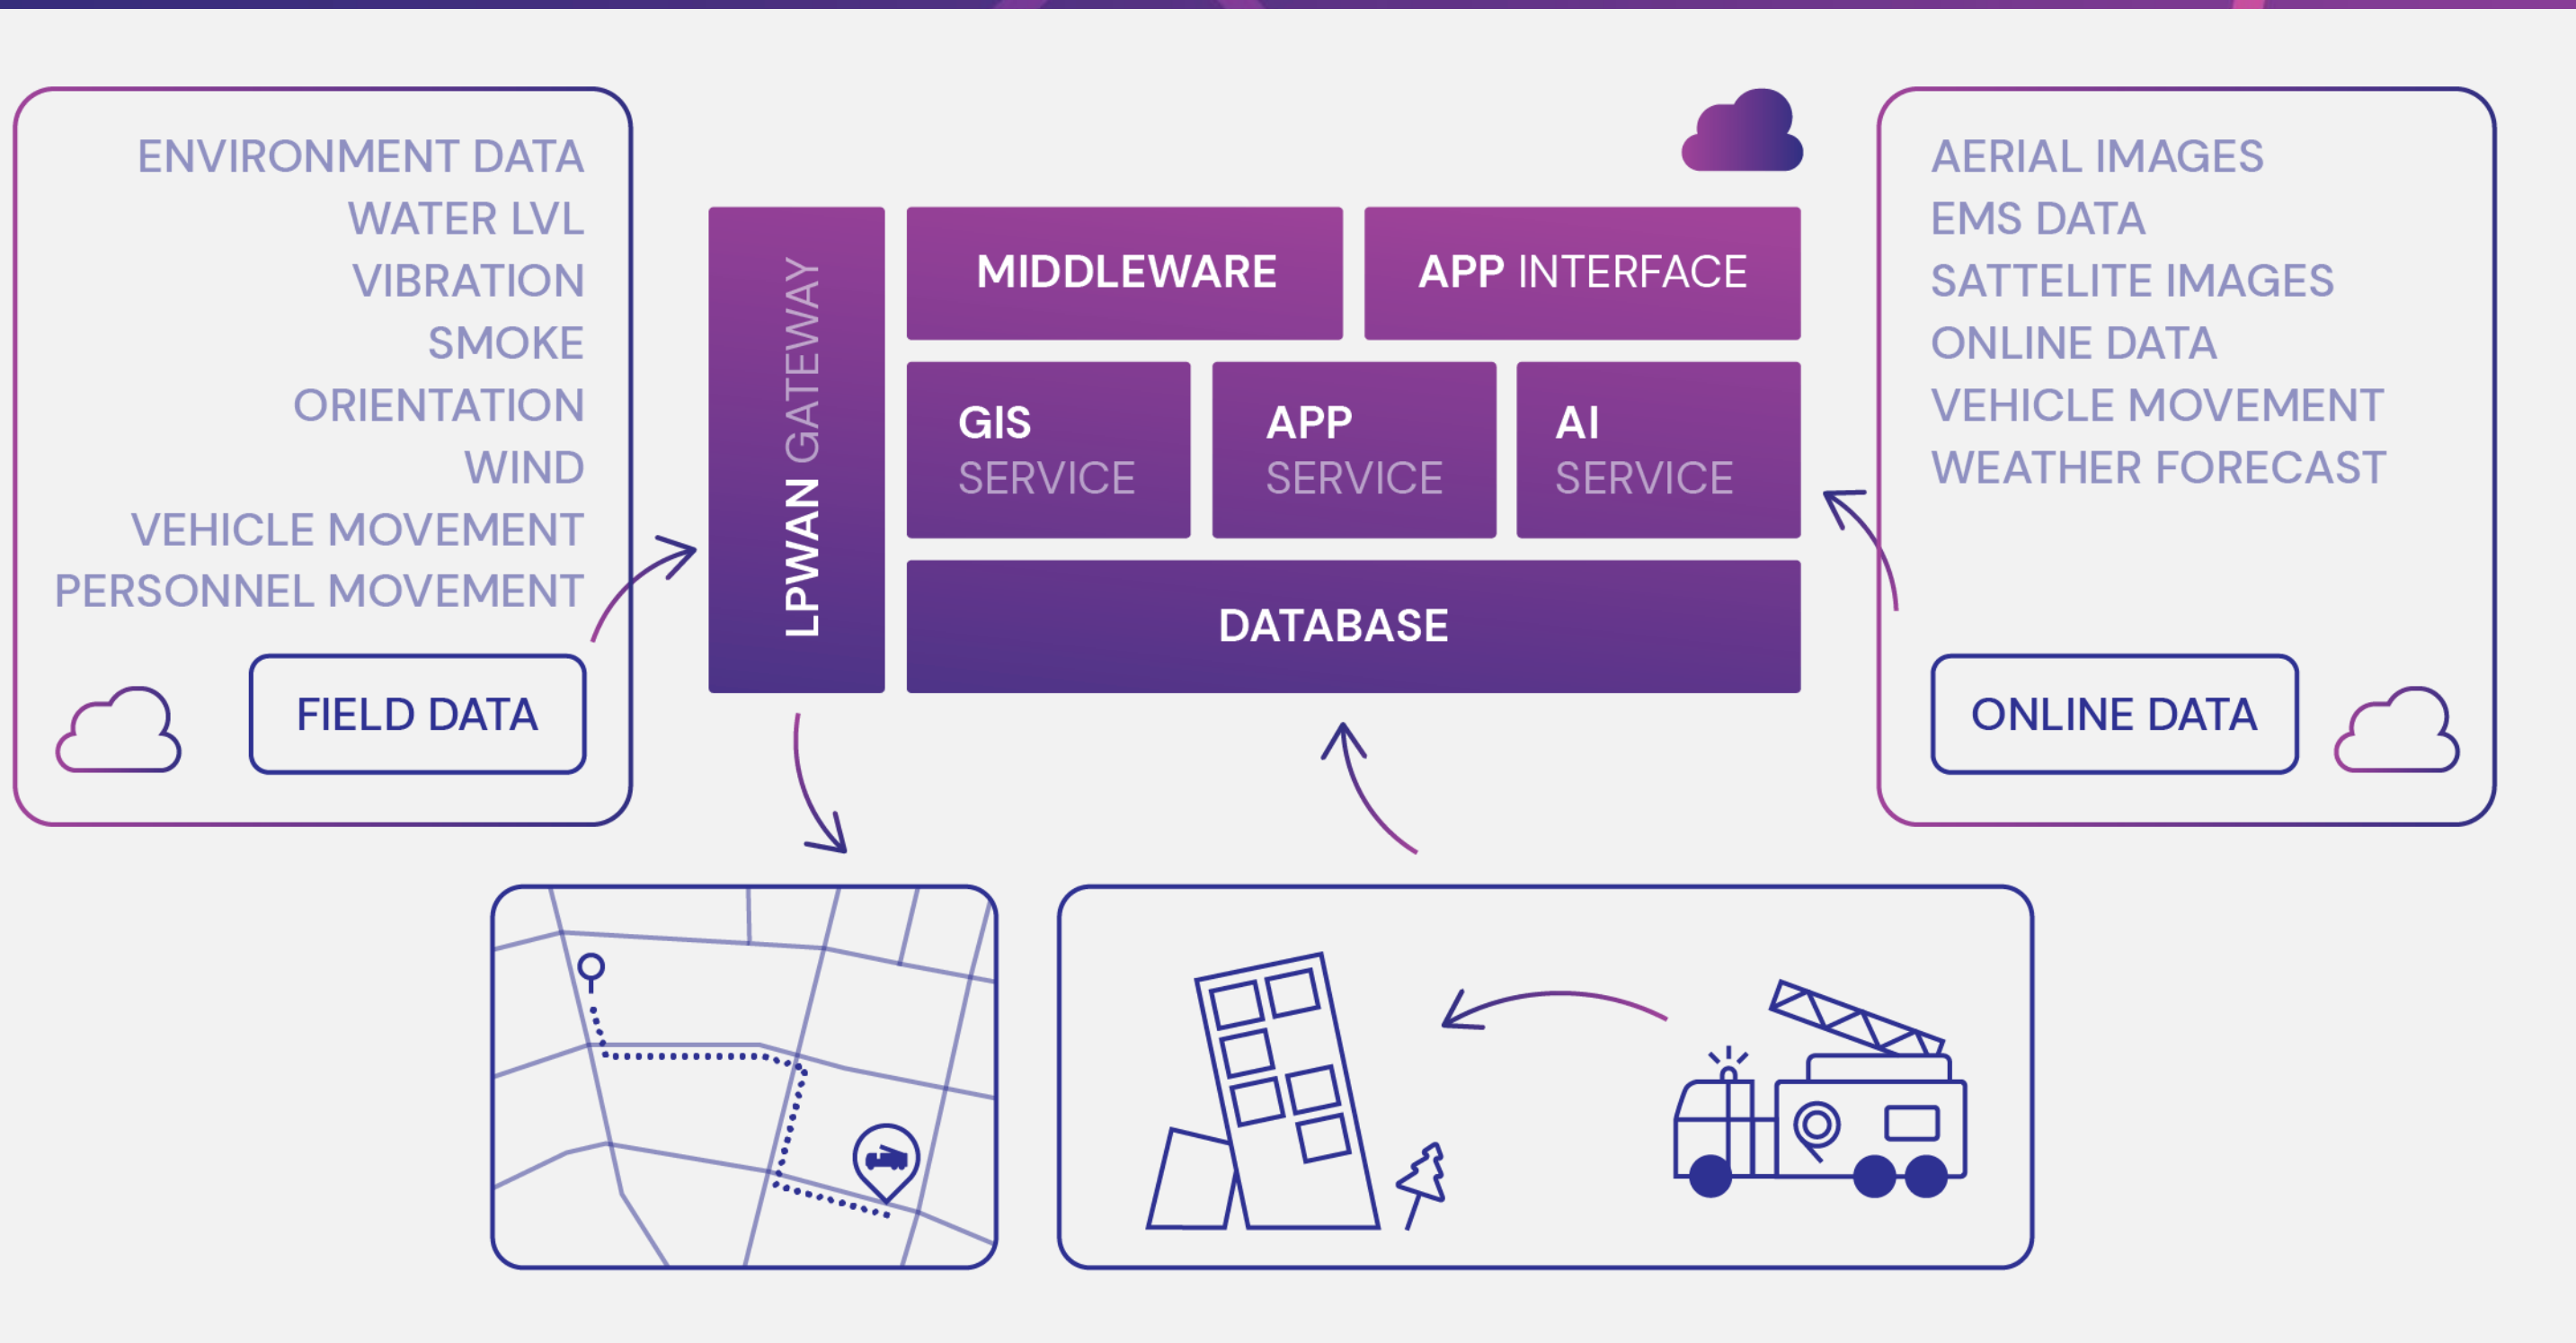 ENVIRONMENT DATA
WATER LVL
VIBRATION
SMOKE
ORIENTATION
WIND
VEHICLE MOVEMENT
PERSONNEL MOVEMENT
FIELD DATA
LPWAN GATEWAY
MIDDLEWARE
APP INTERFACE
GIS
SERVICE
APP
SERVICE
AI
SERVICE
DATABASE
AERIAL IMAGES
EMS DATA
SATTELITE IMAGES
ONLINE DATA
VEHICLE MOVEMENT
WEATHER FORECAST
ONLINE DATA